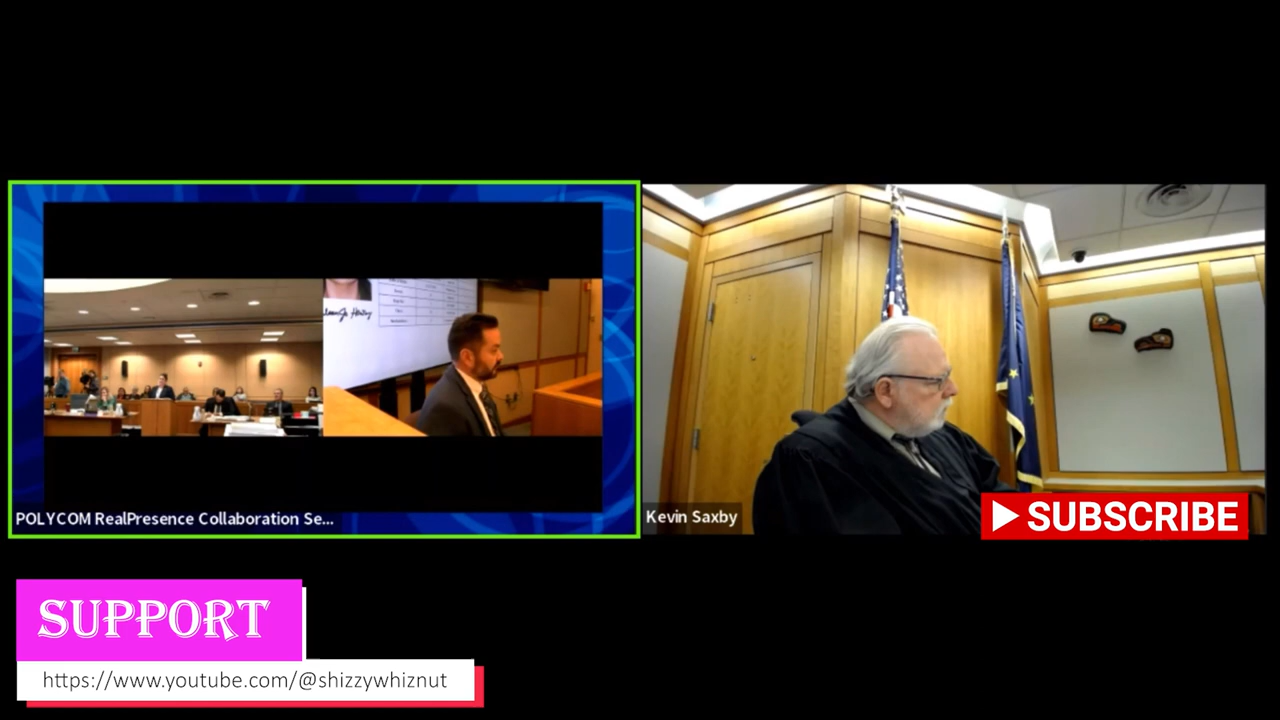 POLYCOM RealPresence Collaboration Se...
Kevin Saxby
SUBSCRIBE
SUPPORT
https://www.youtube.com/@shizzywhiznut